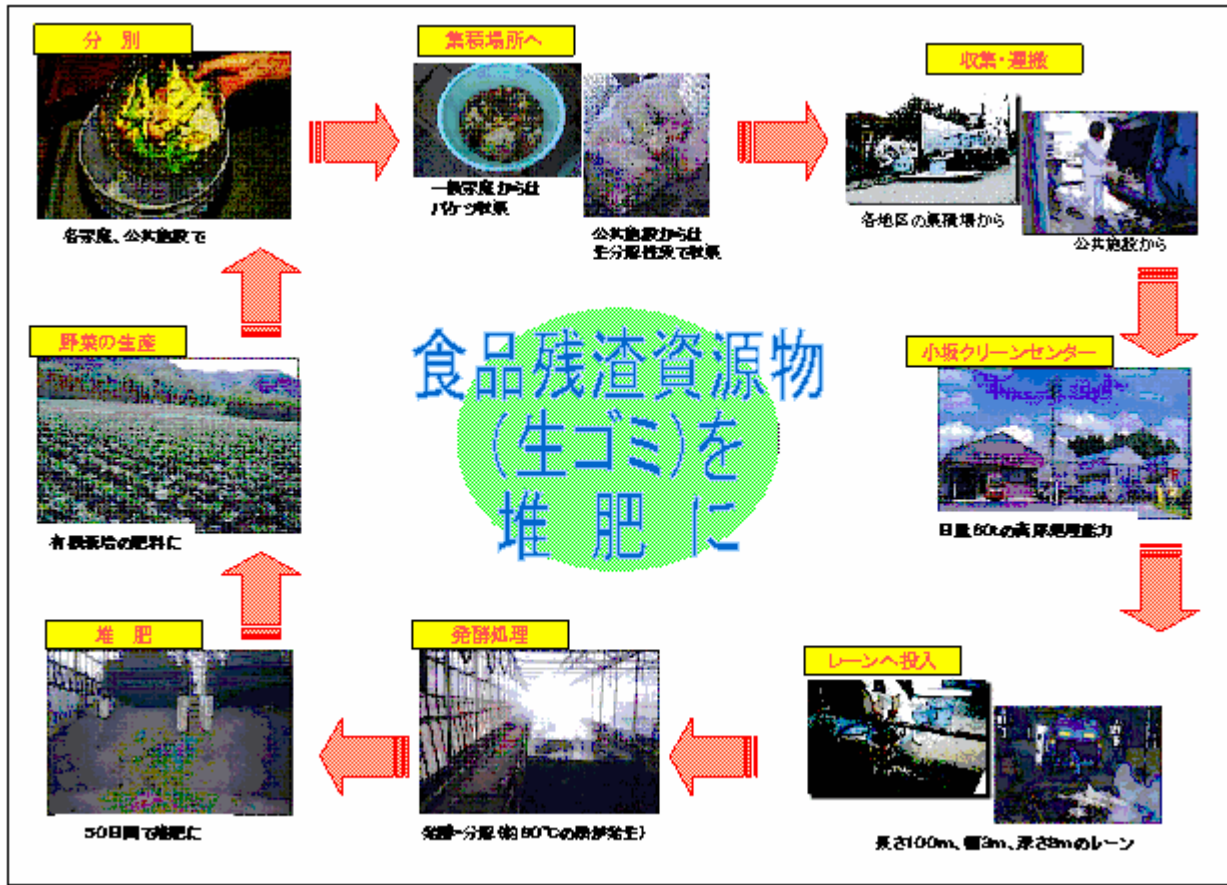 分 別
各家庭、公共施設で
集積場所へ
一般家庭からは
バケツ収集
公共施設からは
生分解性袋で収集
収集・運搬
各地区の集積場から
公共施設から
小坂クリーンセンター
日量60tの高床処理能力
レーンへ投入
長さ100m、幅3m、深さ2mのレーン
発酵処理
発酵・分解(約80℃の熱が発生)
堆 肥
50日間で堆肥に
野菜の生産
有機栽培の肥料に
食品残渣資源物
(生ゴミ)を
堆 肥 に